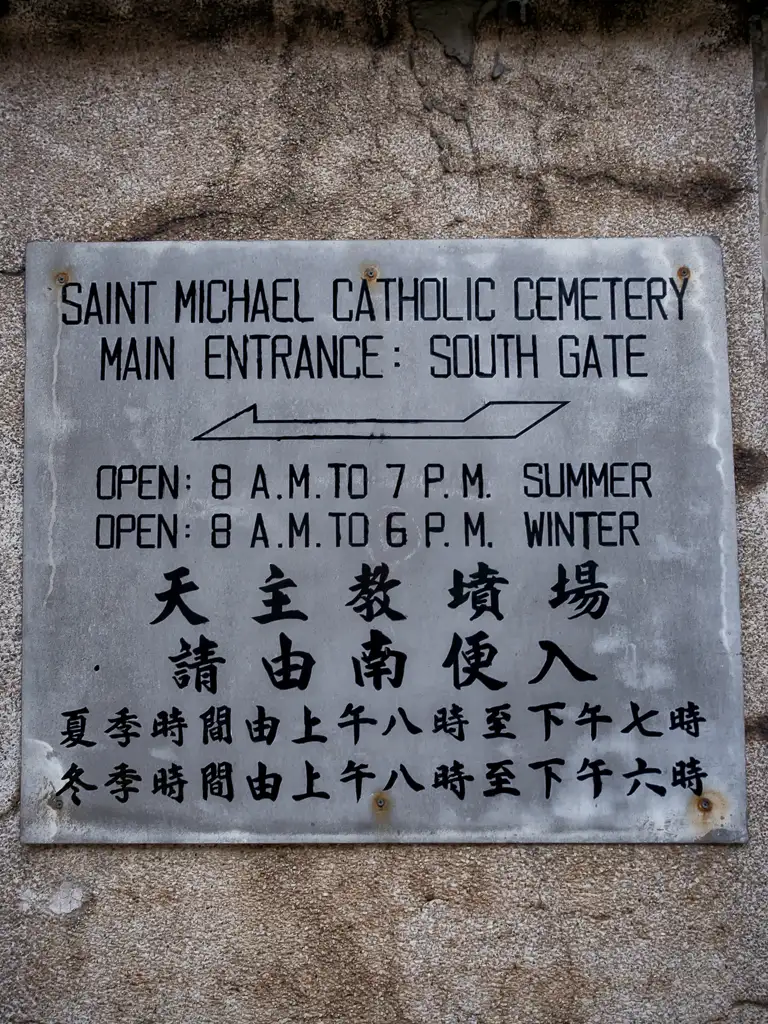 SAINT MICHAEL CATHOLIC CEMETERY
MAIN ENTRANCE: SOUTH GATE
OPEN: 8 A.M. TO 7 P.M. SUMMER
OPEN: 8 A.M. TO 6 P.M. WINTER
天主教墳場
請由南便入
夏季時間由上午八時至下午七時
冬季時間由上午八時至下午六時